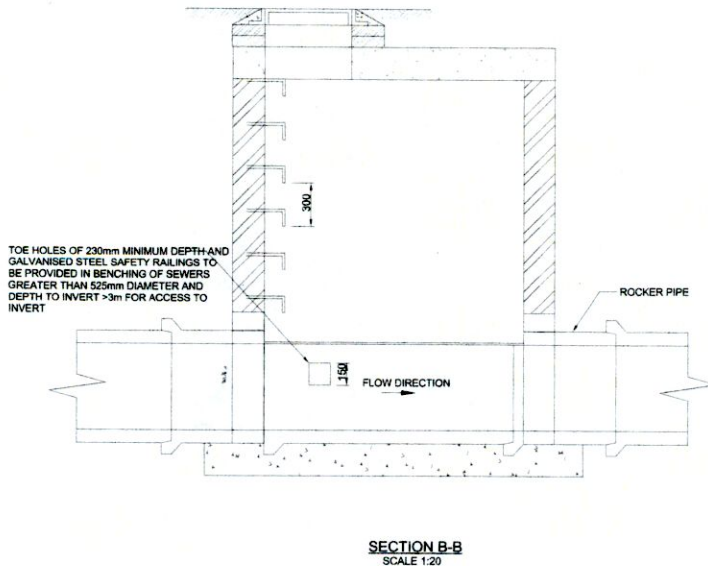 300
TOE HOLES OF 230mm MINIMUM DEPTH AND
GALVANISED STEEL SAFETY RAILINGS TO
BE PROVIDED IN BENCHING OF SEWERS
GREATER THAN 525mm DIAMETER AND
DEPTH TO INVERT >3m FOR ACCESS TO
INVERT
ROCKER PIPE
150
FLOW DIRECTION
SECTION B-B
SCALE 1:20